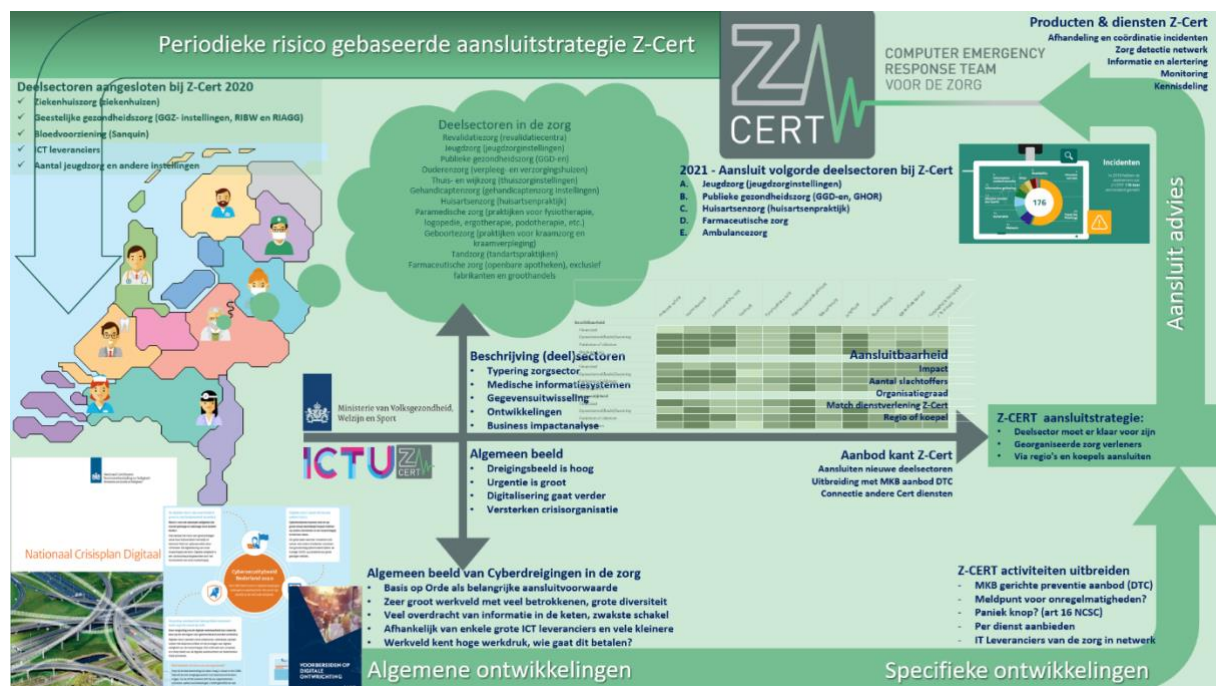 Periodieke risico gebaseerde aansluitstrategie Z-Cert
Z
CERT
COMPUTER EMERGENCY
RESPONSE TEAM
VOOR DE ZORG
Producten & diensten Z-Cert
Afhandeling en coördinatie incidenten
Zorg detectie netwerk
Informatie en alertering
Monitoring
Kennisdeling
Deelsectoren aangesloten bij Z-Cert 2020
✓ Ziekenhuiszorg (ziekenhuizen)
✓ Geestelijke gezondheidszorg (GGZ- instellingen, RIBW en RIAGG)
✓ Bloedvoorziening (Sanquin)
✓ ICT leveranciers
✓ Aantal jeugdzorg en andere instellingen
Deelsectoren in de zorg
Revalidatiezorg (revalidatiecentra)
Jeugdzorg (jeugdzorginstellingen)
Publieke gezondheidszorg (GGD-en)
Ouderenzorg (verpleeg- en verzorgingshuizen)
Thuis- en wijkzorg (thuiszorginstellingen)
Gehandicaptenzorg (gehandicaptenzorg instellingen)
Huisartsenzorg (huisartsenpraktijk)
Paramedische zorg (praktijken voor fysiotherapie,
logopedie, ergotherapie, podotherapie, etc.)
Geboortezorg (praktijken voor kraamzorg en
kraamverpleging)
Tandzorg (tandartspraktijken)
Farmaceutische zorg (openbare apotheken), exclusief
fabrikanten en groothandels
2021 - Aansluit volgorde deelsectoren bij Z-Cert
A. Jeugdzorg (jeugdzorginstellingen)
B. Publieke gezondheidszorg (GGD-en, GHOR)
C. Huisartsenzorg (huisartsenpraktijk)
D. Farmaceutische zorg
E. Ambulancezorg
Incidenten
176
Aansluit advies
Beschrijving (deel)sectoren
• Typering zorgsector
• Medische informatiesystemen
• Gegevensuitwisseling
• Ontwikkelingen
• Business impactanalyse
Aansluitbaarheid
Impact
Aantal slachtoffers
Organisatiegraad
Match dienstverlening Z-Cert
Regio of koepel
Ministerie van Volksgezondheid,
Welzijn en Sport
ICTU
Z
CERT
Z-CERT aansluitstrategie:
• Deelsector moet er klaar voor zijn
• Georganiseerde zorg verleners
• Via regio's en koepels aansluiten
Algemeen beeld
• Dreigingsbeeld is hoog
• Urgentie is groot
• Digitalisering gaat verder
• Versterken crisisorganisatie
Aanbod kant Z-Cert
Aansluiten nieuwe deelsectoren
Uitbreiding met MKB aanbod DTC
Connectie andere Cert diensten
Nationaal Crisisplan Digitaal
Cybersecuritybeeld
Nederland 2020
VOORBEREIDEN OP
DIGITALE
ONTWRICHTING
Algemeen beeld van Cyberdreigingen in de zorg
• Basis op Orde als belangrijke aansluitvoorwaarde
• Zeer groot werkveld met veel betrokkenen, grote diversiteit
• Veel overdracht van informatie in de keten, zwakste schakel
• Afhankelijk van enkele grote ICT leveranciers en vele kleinere
• Werkveld kent hoge werkdruk, wie gaat dit betalen?
Z-CERT activiteiten uitbreiden
- MKB gerichte preventie aanbod (DTC)
- Meldpunt voor onregelmatigheden?
- Paniek knop? (art 16 NCSC)
- Per dienst aanbieden
- IT Leveranciers van de zorg in netwerk
Algemene ontwikkelingen
Specifieke ontwikkelingen